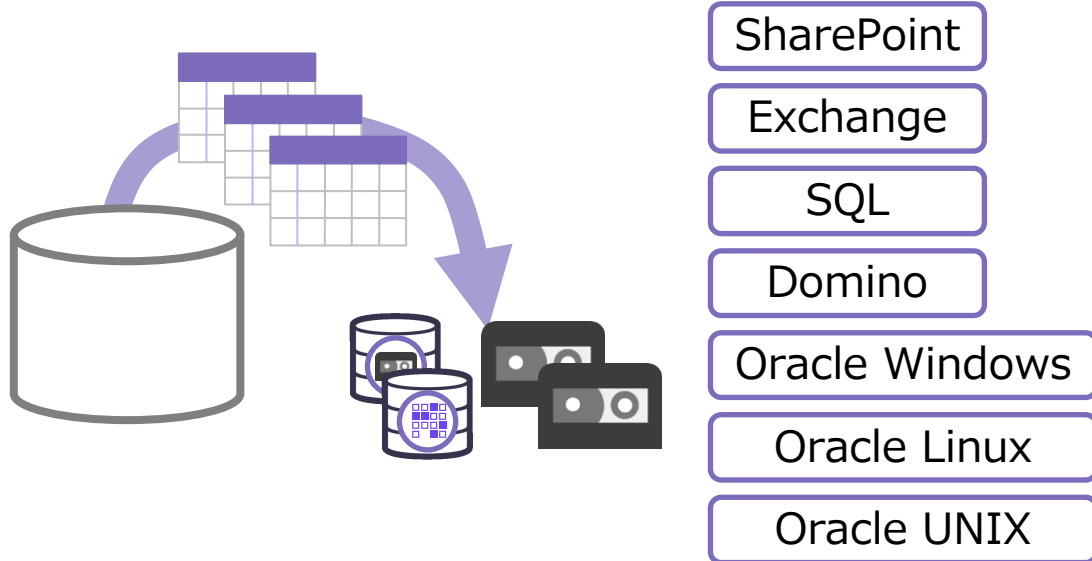 SharePoint
Exchange
SQL
Domino
Oracle Windows
Oracle Linux
Oracle UNIX